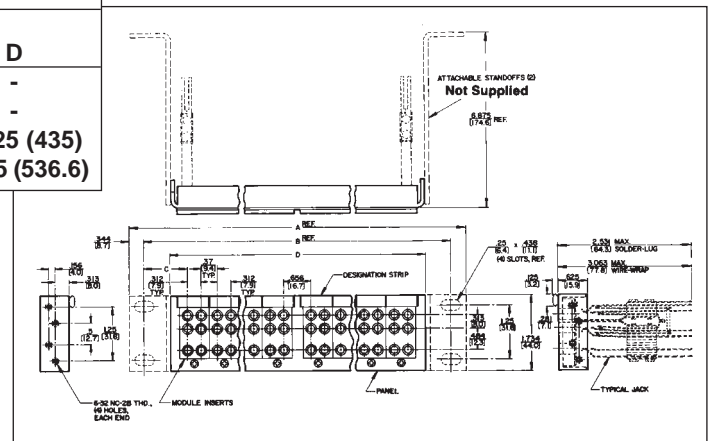 D
-
-
25 (435)
5 (536.6)
ATTACHABLE STANDOFFS (2)
Not Supplied
6.875 REF.
(174.6)
A REF.
B REF.
D
.344
(8.7)
C
.37
(9.4)
TYP.
.312
(7.9)
TYP.
.312
(7.9)
TYP.
.656
(16.7)
DESIGNATION STRIP
.25 x .438
(6.4) (11.1)
(4) SLOTS, REF.
.156
(4.0)
.313
(8.0)
.5
(12.7)
1.25
(31.8)
.313
(8.0)
.484
(12.3)
1.25
(31.8)
1.734
(44.0)
2.531 MAX.
(64.3) SOLDER-LUG
3.063 MAX.
(77.8) WIRE-WRAP
.125
(3.2)
.625
(15.9)
.281
(7.1)
TYPICAL JACK
6-32 NC-2B THD.,
(4) HOLES,
EACH END
MODULE INSERTS
PANEL